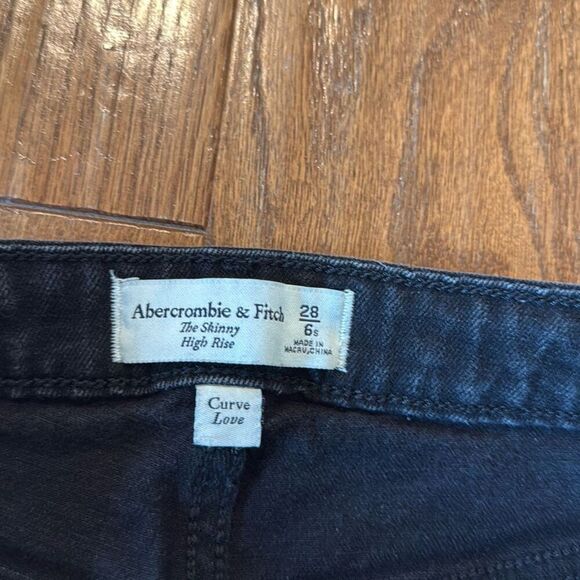 Abercrombie & Fitch
The Skinny
High Rise
28
6s
MADE IN
MACAU,CHINA
Curve
Love